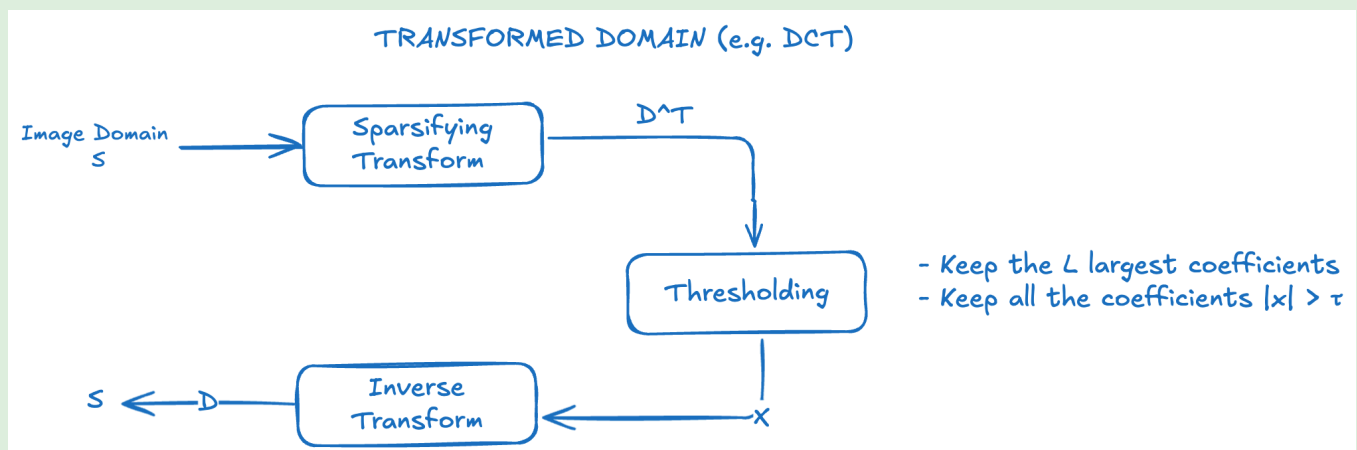 TRANSFORMED DOMAIN (e.g. DCT)
Image Domain
S
Sparsifying
Transform
D^T
Thresholding
- Keep the L largest coefficients
- Keep all the coefficients |x| > τ
X
Inverse
Transform
D
S